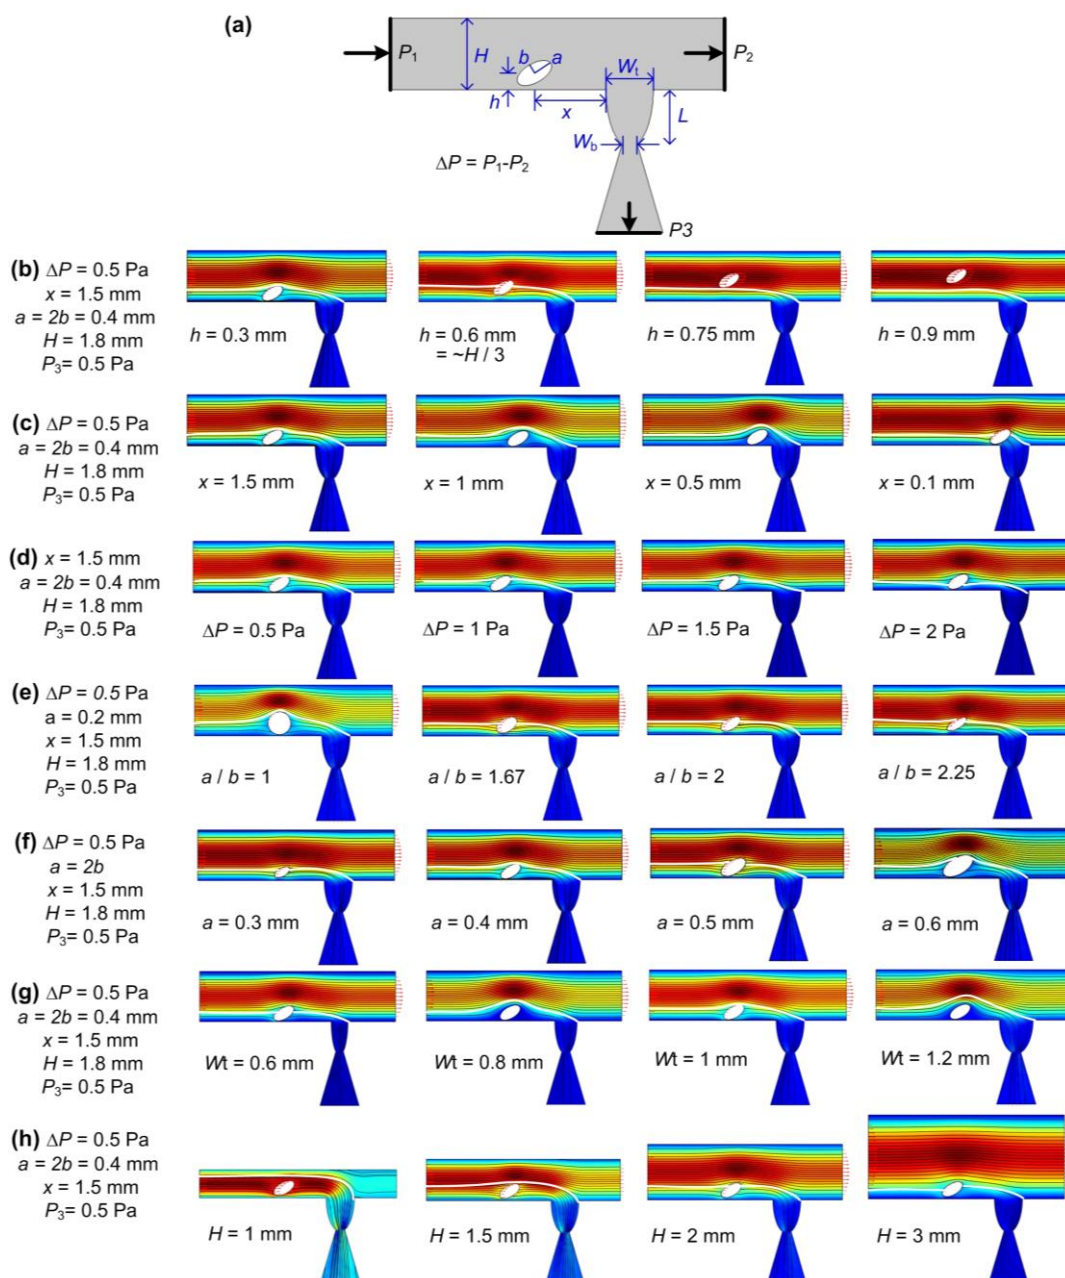 (a)
P1
H
b
a
h
x
Wt
L
Wb
P2
ΔP = P1-P2
P3
(b) ΔP = 0.5 Pa
x = 1.5 mm
a = 2b = 0.4 mm
H = 1.8 mm
P3= 0.5 Pa
h = 0.3 mm
h = 0.6 mm
= ~H / 3
h = 0.75 mm
h = 0.9 mm
(c) ΔP = 0.5 Pa
a = 2b = 0.4 mm
H = 1.8 mm
P3= 0.5 Pa
x = 1.5 mm
x = 1 mm
x = 0.5 mm
x = 0.1 mm
(d) x = 1.5 mm
a = 2b = 0.4 mm
H = 1.8 mm
P3= 0.5 Pa
ΔP = 0.5 Pa
ΔP = 1 Pa
ΔP = 1.5 Pa
ΔP = 2 Pa
(e) ΔP = 0.5 Pa
a = 0.2 mm
x = 1.5 mm
H = 1.8 mm
P3= 0.5 Pa
a / b = 1
a / b = 1.67
a / b = 2
a / b = 2.25
(f) ΔP = 0.5 Pa
a = 2b
x = 1.5 mm
H = 1.8 mm
P3= 0.5 Pa
a = 0.3 mm
a = 0.4 mm
a = 0.5 mm
a = 0.6 mm
(g) ΔP = 0.5 Pa
a = 2b = 0.4 mm
x = 1.5 mm
H = 1.8 mm
P3= 0.5 Pa
Wt = 0.6 mm
Wt = 0.8 mm
Wt = 1 mm
Wt = 1.2 mm
(h) ΔP = 0.5 Pa
a = 2b = 0.4 mm
x = 1.5 mm
P3= 0.5 Pa
H = 1 mm
H = 1.5 mm
H = 2 mm
H = 3 mm